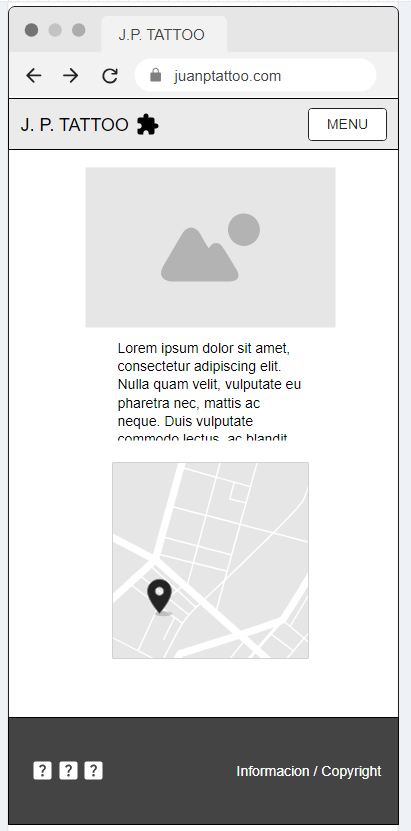 J.P. TATTOO
juanptattoo.com
J. P. TATTOO
MENU
Lorem ipsum dolor sit amet,
consectetur adipiscing elit.
Nulla quam velit, vulputate eu
pharetra nec, mattis ac
neque. Duis vulputate
commodo lectus, ac blandit
? ? ?
Informacion / Copyright